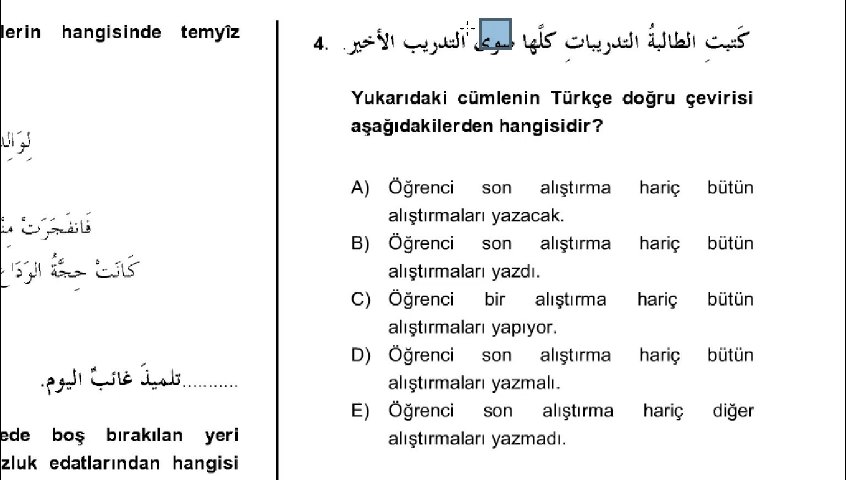 lerin hangisinde temyîz
فَانفَجَرَتْ
كَانَت حِجَّةُ الوَدَاعِ
...........تلميذَ غائبٌ اليوم.
ede boş bırakılan yeri
zluk edatlarından hangisi
4. كَتبتِ الطالبةُ التدريباتِ كلَّها سوى التدريب الأخير.
Yukarıdaki cümlenin Türkçe doğru çevirisi
aşağıdakilerden hangisidir?
A) Öğrenci son alıştırma hariç bütün
alıştırmaları yazacak.
B) Öğrenci son alıştırma hariç bütün
alıştırmaları yazdı.
C) Öğrenci bir alıştırma hariç bütün
alıştırmaları yapıyor.
D) Öğrenci son alıştırma hariç bütün
alıştırmaları yazmalı.
E) Öğrenci son alıştırma hariç diğer
alıştırmaları yazmadı.